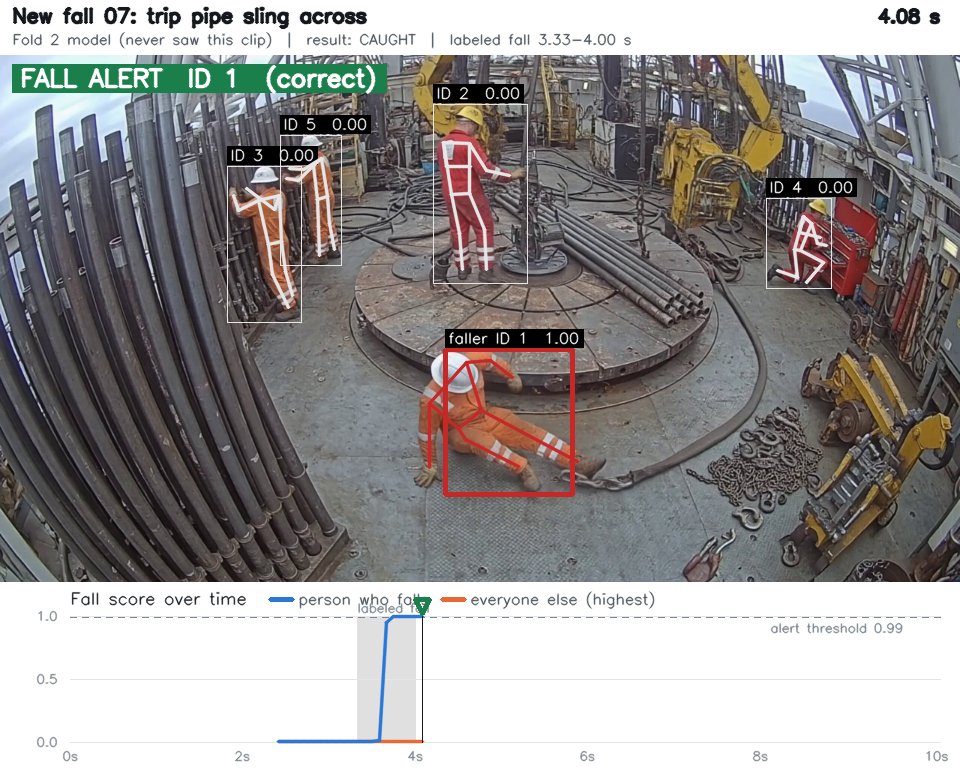 New fall 07: trip pipe sling across
4.08 s
Fold 2 model (never saw this clip) | result: CAUGHT | labeled fall 3.33–4.00 s
FALL ALERT ID 1 (correct)
ID 2 0.00
ID 5 0.00
ID 3 0.00
ID 4 0.00
faller ID 1 1.00
Fall score over time
person who fell
everyone else (highest)
labeled fall
1.0
alert threshold 0.99
0.5
0.0
0s
2s
4s
6s
8s
10s